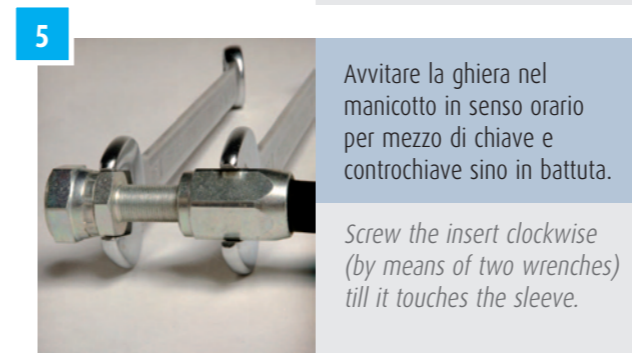 5
Avvitare la ghiera nel
manicotto in senso orario
per mezzo di chiave e
controchiave sino in battuta.
Screw the insert clockwise
(by means of two wrenches)
till it touches the sleeve.